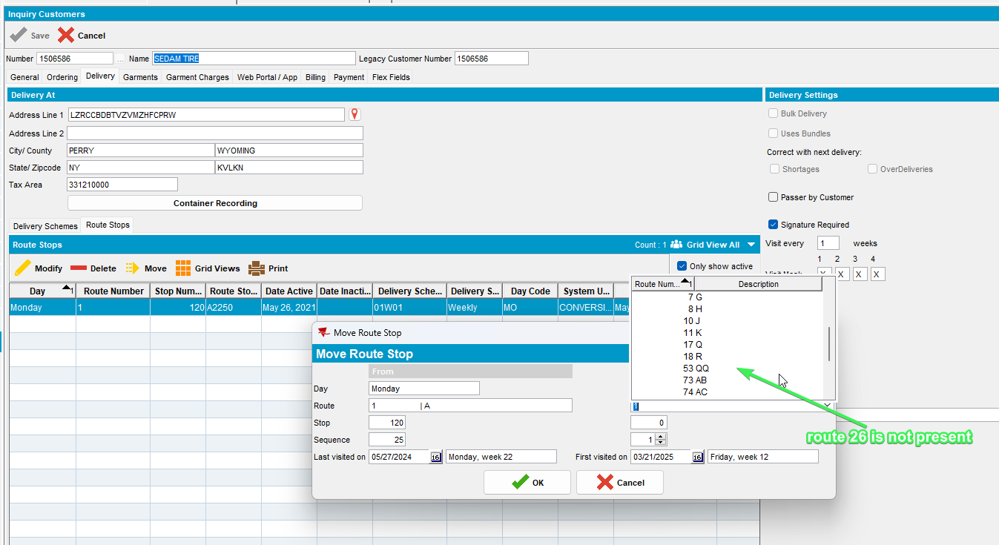 Inquiry Customers
Save Cancel
Number 1506586 ... Name SEDAM TIRE Legacy Customer Number 1506586
General Ordering Delivery Garments Garment Charges Web Portal / App Billing Payment Flex Fields
Delivery At
Address Line 1 LZRCCBDBTVZVMZHFCPRW
Address Line 2
City/ County PERRY WYOMING
State/ Zipcode NY KVLKN
Tax Area 331210000
Container Recording
Delivery Settings
Bulk Delivery
Uses Bundles
Correct with next delivery:
Shortages OverDeliveries
Passer by Customer
Signature Required
Visit every 1 weeks
1 2 3 4
X X X X
Delivery Schemes Route Stops
Route Stops Count : 1 Grid View All
Modify Delete Move Grid Views Print Only show active
Day 1 Route Number Stop Num... Route Sto... Date Active Date Inacti... Delivery Sche... Delivery S... Day Code System U...
Monday 1 120 A2250 May 26, 2021 01W01 Weekly MO CONVERSI... May
Route Num... 1 Description
7 G
8 H
10 J
11 K
17 Q
18 R
53 QQ
73 AB
74 AC
Move Route Stop
Move Route Stop
From
Day Monday
Route 1 | A 1
Stop 120 0
Sequence 25 1
Last visited on 05/27/2024 16 Monday, week 22 First visited on 03/21/2025 16 Friday, week 12
OK Cancel
route 26 is not present